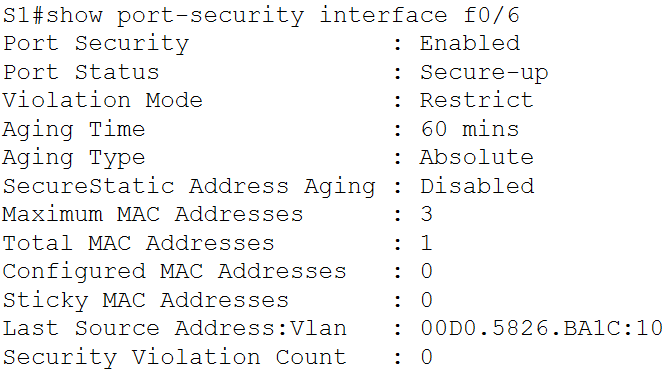 S1#show port-security interface f0/6
Port Security : Enabled
Port Status : Secure-up
Violation Mode : Restrict
Aging Time : 60 mins
Aging Type : Absolute
SecureStatic Address Aging : Disabled
Maximum MAC Addresses : 3
Total MAC Addresses : 1
Configured MAC Addresses : 0
Sticky MAC Addresses : 0
Last Source Address:Vlan : 00D0.5826.BA1C:10
Security Violation Count : 0